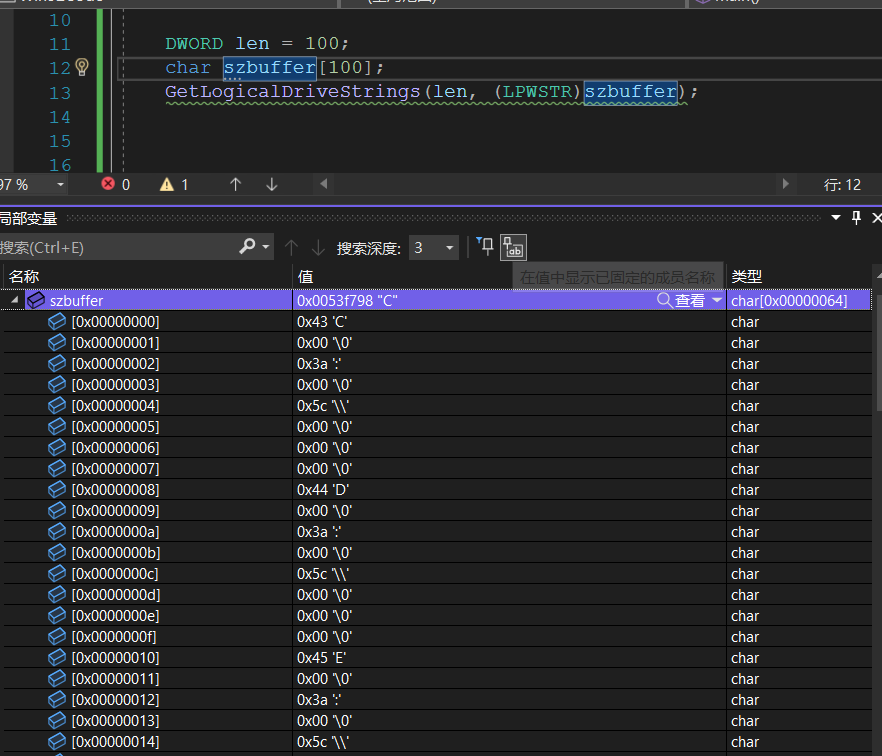 10
11 DWORD len = 100;
12 char szbuffer[100];
13 GetLogicalDriveStrings(len, (LPWSTR)szbuffer);
14
15
16
97 % 0 1 行: 12
局部变量
搜索(Ctrl+E) 搜索深度: 3
名称 值 在值中显示已固定的成员名称 类型
szbuffer 0x0053f798 "C" 查看 char[0x00000064]
[0x00000000] 0x43 'C' char
[0x00000001] 0x00 '\0' char
[0x00000002] 0x3a ':' char
[0x00000003] 0x00 '\0' char
[0x00000004] 0x5c '\\' char
[0x00000005] 0x00 '\0' char
[0x00000006] 0x00 '\0' char
[0x00000007] 0x00 '\0' char
[0x00000008] 0x44 'D' char
[0x00000009] 0x00 '\0' char
[0x0000000a] 0x3a ':' char
[0x0000000b] 0x00 '\0' char
[0x0000000c] 0x5c '\\' char
[0x0000000d] 0x00 '\0' char
[0x0000000e] 0x00 '\0' char
[0x0000000f] 0x00 '\0' char
[0x00000010] 0x45 'E' char
[0x00000011] 0x00 '\0' char
[0x00000012] 0x3a ':' char
[0x00000013] 0x00 '\0' char
[0x00000014] 0x5c '\\' char